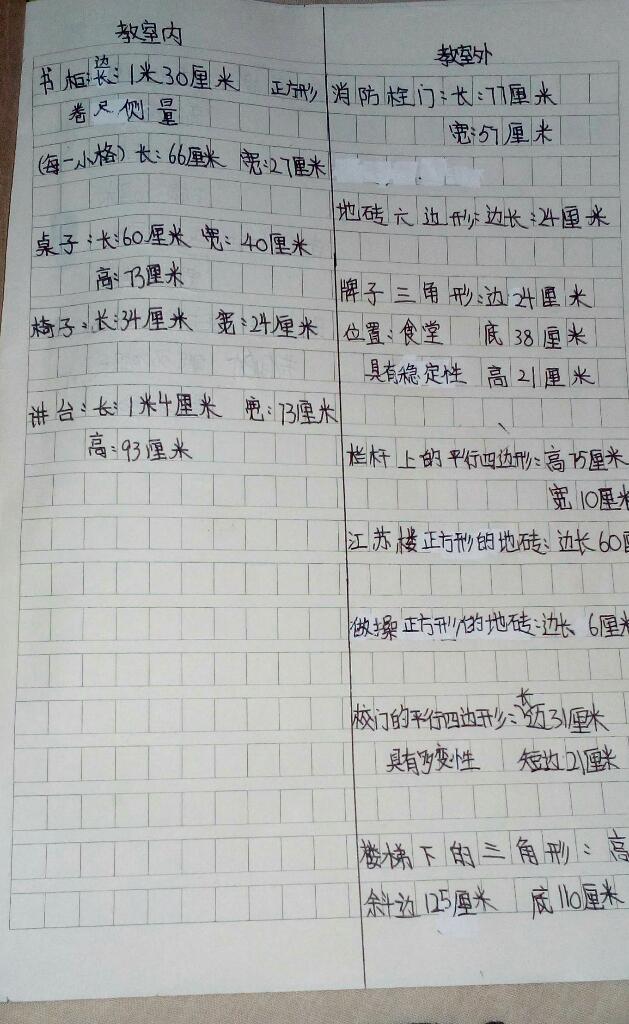 教室内
书柜:边长:1米30厘米 正方形
卷尺侧量
(每一小格)长:66厘米 宽:27厘米
桌子:长:60厘米 宽:40厘米
高:73厘米
椅子:长:34厘米 宽:24厘米
讲台:长:1米4厘米 宽:73厘米
高:93厘米
教室外
消防栓门:长:77厘米
宽:57厘米
地砖六边形:边长:24厘米
牌子三角形:边24厘米
位置:食堂 底38厘米
具有稳定性 高21厘米
栏杆上的平行四边形:高75厘米
宽10厘米
江苏楼正方形的地砖:边长60厘
做操正方形的地砖:边长6厘米
校门的平行四边形:长边31厘米
具有多变性 短边21厘米
楼梯下的三角形:高
斜边125厘米 底110厘米